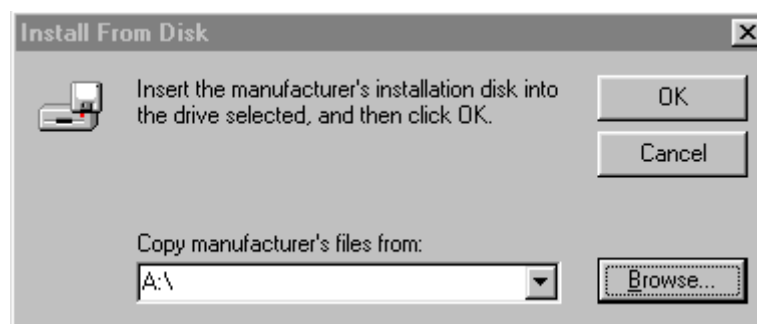 Install From Disk
Insert the manufacturer's installation disk into
the drive selected, and then click OK.
OK
Cancel
Copy manufacturer's files from:
A:\
Browse...